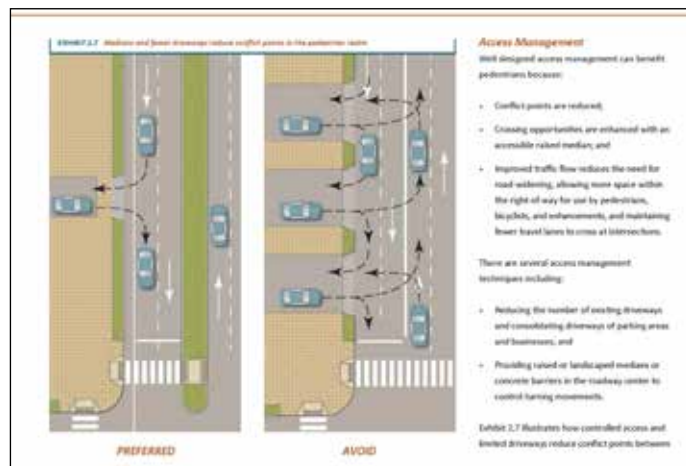 EXHIBIT 2.7 Medians and fewer driveways reduce conflict points in the pedestrian realm
PREFERRED
AVOID
Access Management
Well designed access management can benefit
pedestrians because:
• Conflict points are reduced;
• Crossing opportunities are enhanced with an
accessible raised median; and
• Improved traffic flow reduces the need for
road widening, allowing more space within
the right of way for use by pedestrians,
bicyclists, and enhancements, and maintaining
fewer travel lanes to cross at intersections.
There are several access management
techniques including:
• Reducing the number of existing driveways
and consolidating driveways of parking areas
and businesses, and
• Providing raised or landscaped medians or
concrete barriers in the roadway center to
control turning movements.
Exhibit 2.7 illustrates how controlled access and
limited driveways reduce conflict points between